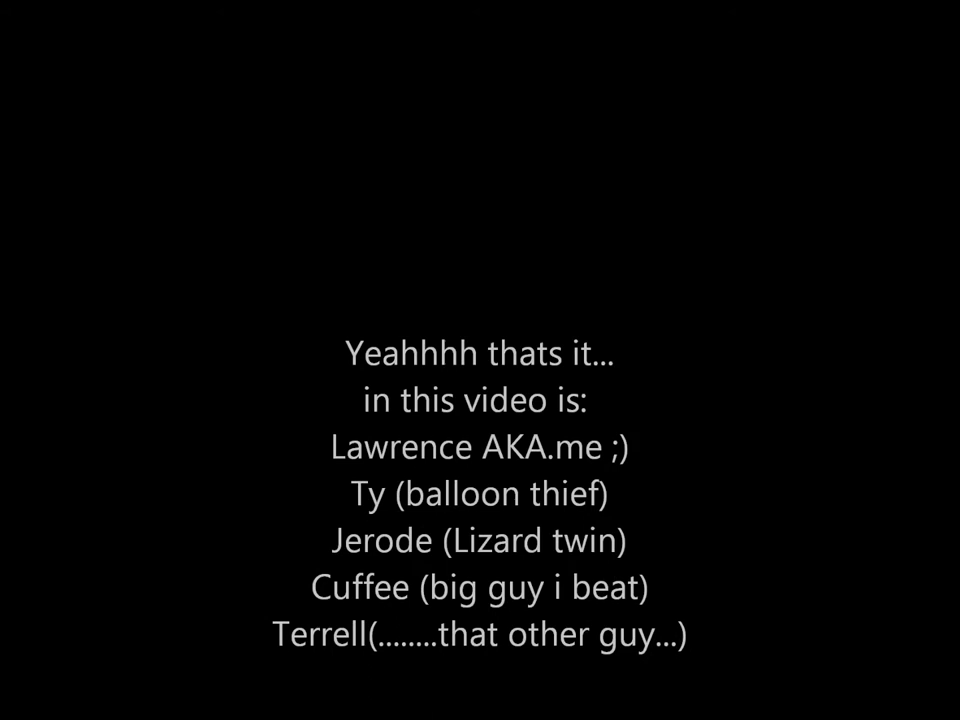 Yeahhhh thats it...
in this video is:
Lawrence AKA.me ;)
Ty (balloon thief)
Jerode (Lizard twin)
Cuffee (big guy i beat)
Terrell(........that other guy...)